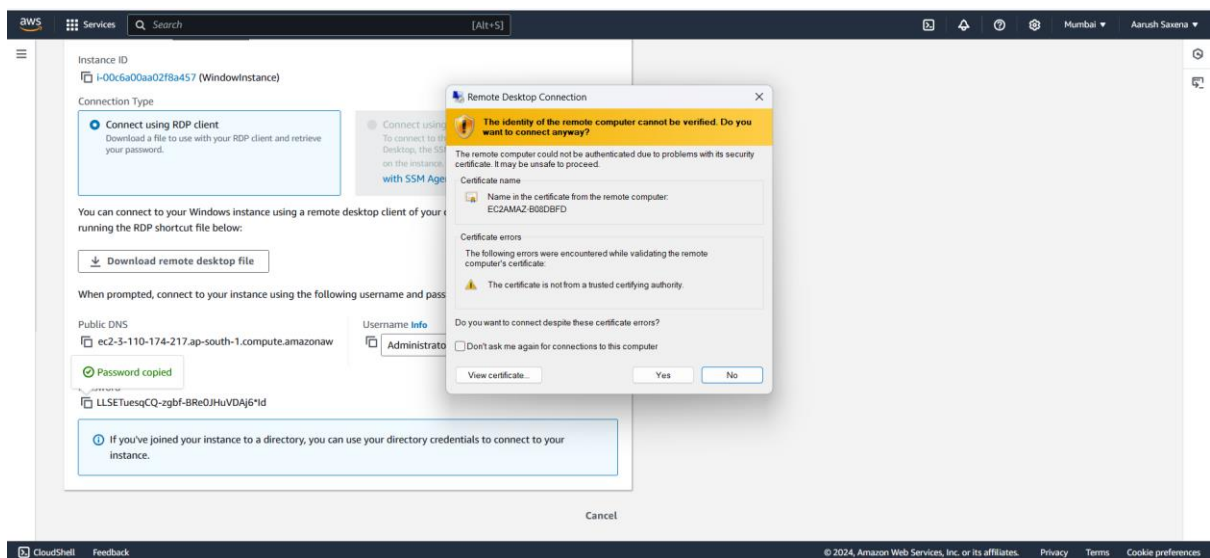 aws
Services
Search
[Alt+S]
Mumbai
Aarush Saxena
Instance ID
i-00c6a00aa02f8a457 (WindowInstance)
Connection Type
Connect using RDP client
Download a file to use with your RDP client and retrieve
your password.
Connect using
To connect to th
Desktop, the SS
on the instance.
with SSM Age
You can connect to your Windows instance using a remote desktop client of your
running the RDP shortcut file below:
Download remote desktop file
When prompted, connect to your instance using the following username and pass
Public DNS
ec2-3-110-174-217.ap-south-1.compute.amazonaw
Username Info
Administrato
Password copied
LLSETuesqCQ-zgbf-BRe0JHuVDAj6*Id
If you've joined your instance to a directory, you can use your directory credentials to connect to your
instance.
Cancel
Remote Desktop Connection
The identity of the remote computer cannot be verified. Do you
want to connect anyway?
The remote computer could not be authenticated due to problems with its security
certificate. It may be unsafe to proceed.
Certificate name
Name in the certificate from the remote computer:
EC2AMAZ-B08DBFD
Certificate errors
The following errors were encountered while validating the remote
computer's certificate:
The certificate is not from a trusted certifying authority.
Do you want to connect despite these certificate errors?
Don't ask me again for connections to this computer
View certificate...
Yes
No
CloudShell
Feedback
© 2024, Amazon Web Services, Inc. or its affiliates.
Privacy
Terms
Cookie preferences